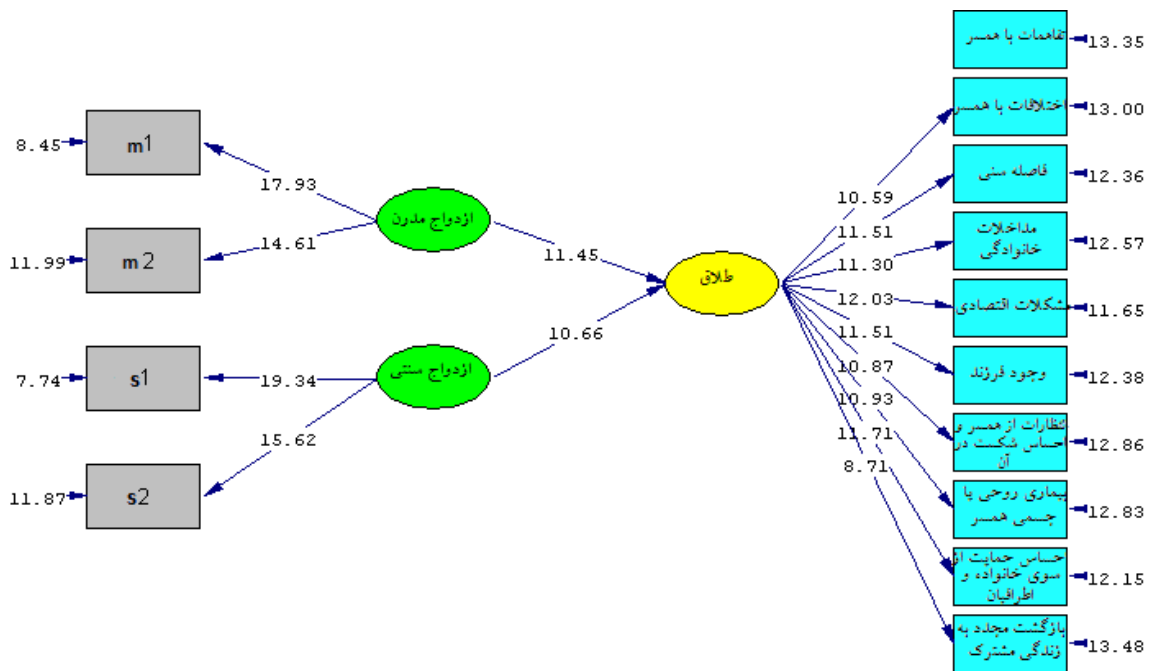 m1
m2
s1
s2
8.45
11.99
7.74
11.87
17.93
14.61
19.34
15.62
ازدواج مدرن
ازدواج سنتی
11.45
10.66
طلاق
10.59
11.51
11.30
12.03
11.51
10.87
10.93
11.71
8.71
تفاهمات با همسر
13.35
اختلافات با همسر
13.00
فاصله سنی
12.36
مداخلات
خانوادگی
12.57
مشکلات اقتصادی
11.65
وجود فرزند
12.38
نتظارات از همسر و
احساس شکست در
آن
12.86
بیماری روحی یا
جسمی همسر
12.83
حساس حمایت از
سوی خانواده و
اطرافیان
12.15
بازگشت مجدد به
زندگی مشترک
13.48